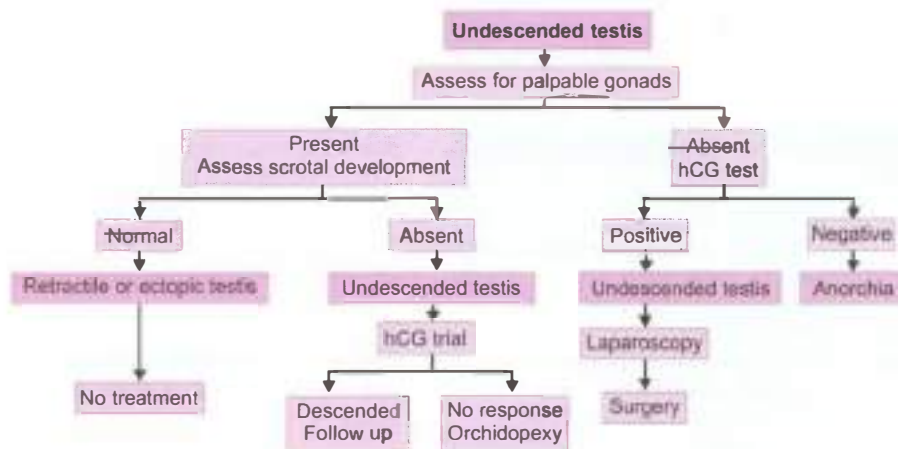 Undescended testis
Assess for palpable gonads
Present
Assess scrotal development
Absent
hCG test
Normal
Absent
Positive
Negative
Retractile or ectopic testis
Undescended testis
Undescended testis
Anorchia
hCG trial
Laparoscopy
No treatment
Descended
Follow up
No response
Orchidopexy
Surgery